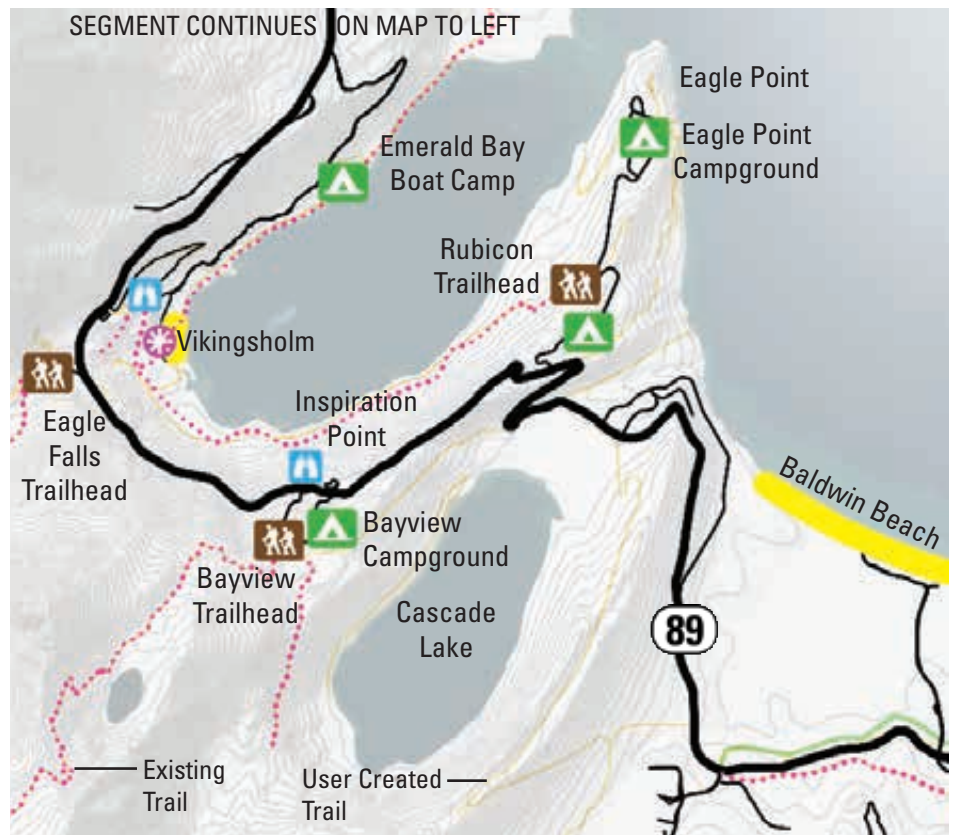 SEGMENT CONTINUES ON MAP TO LEFT
Eagle Point
Eagle Point
Campground
Emerald Bay
Boat Camp
Rubicon
Trailhead
Vikingsholm
Inspiration
Point
Eagle
Falls
Trailhead
Baldwin Beach
Bayview
Campground
Bayview
Trailhead
Cascade
Lake
89
Existing
Trail
User Created
Trail